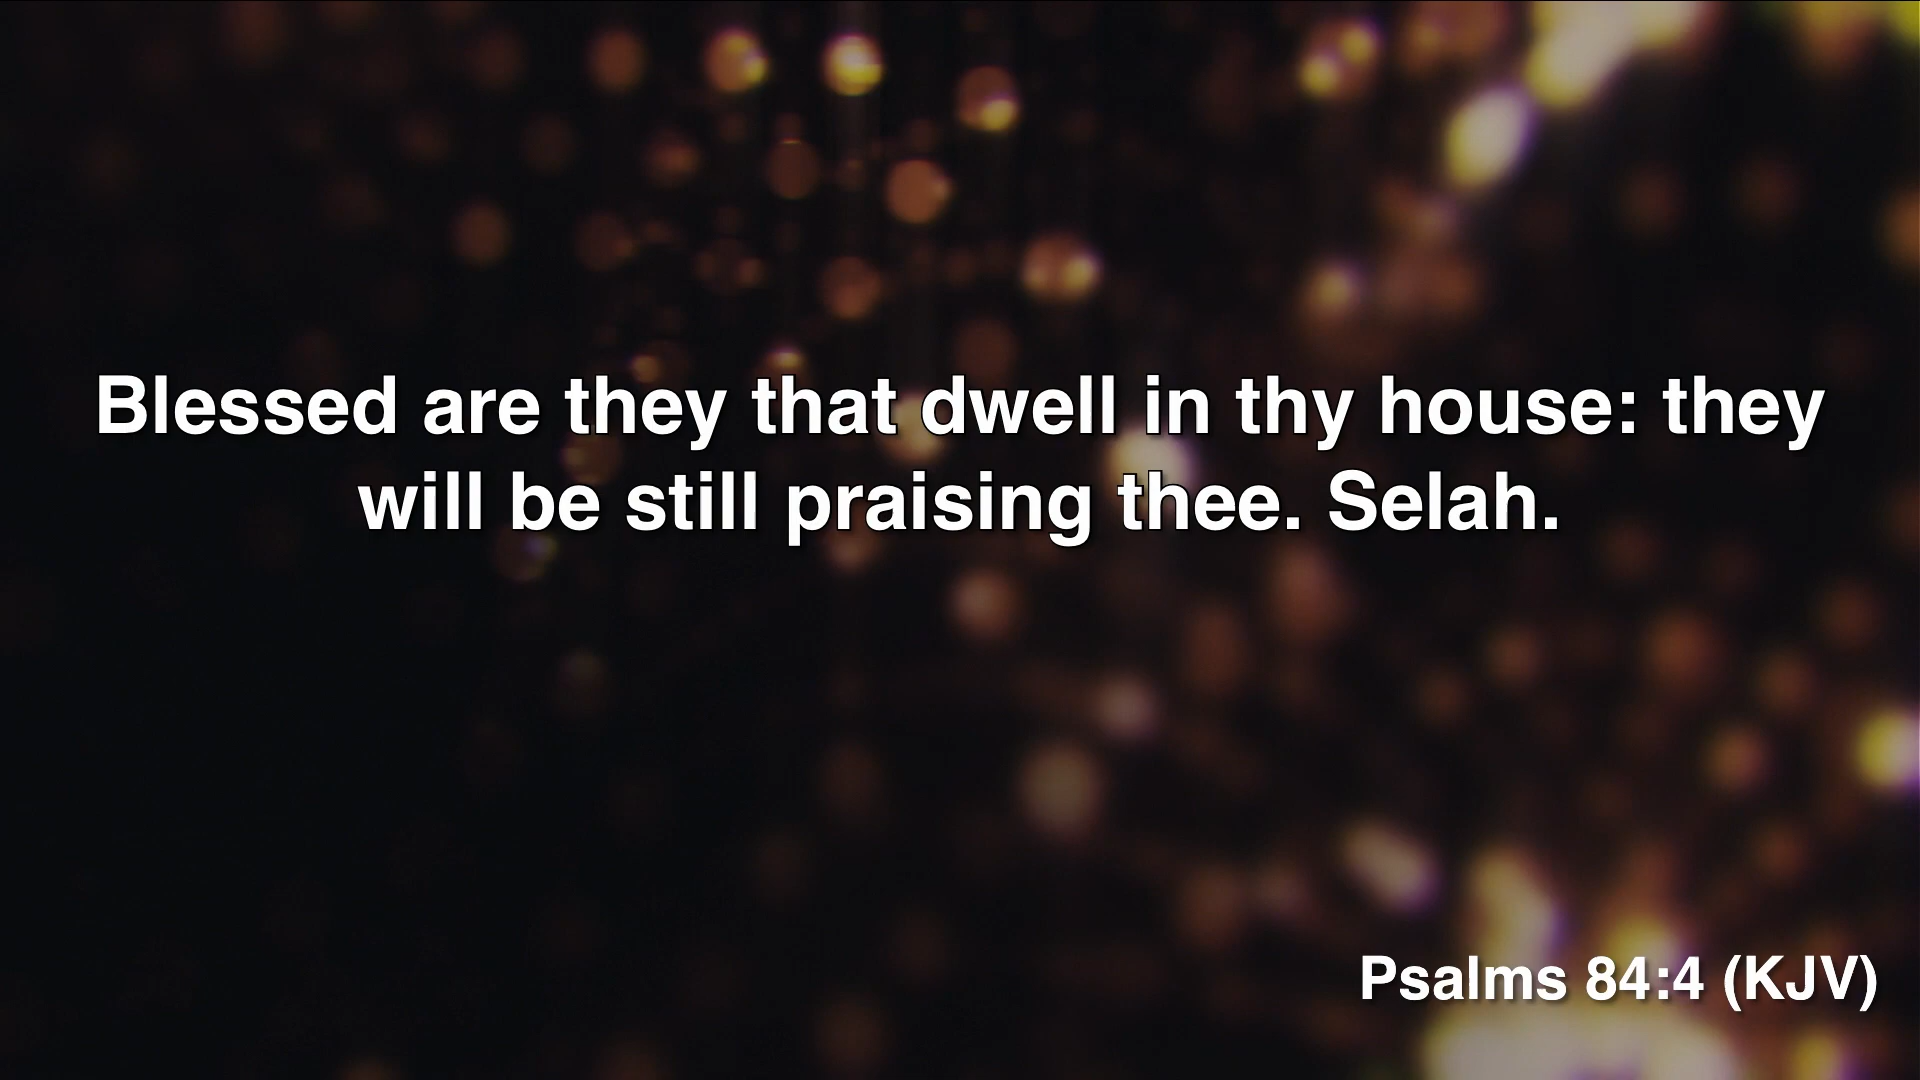 Blessed are they that dwell in thy house: they
will be still praising thee. Selah.
Psalms 84:4 (KJV)